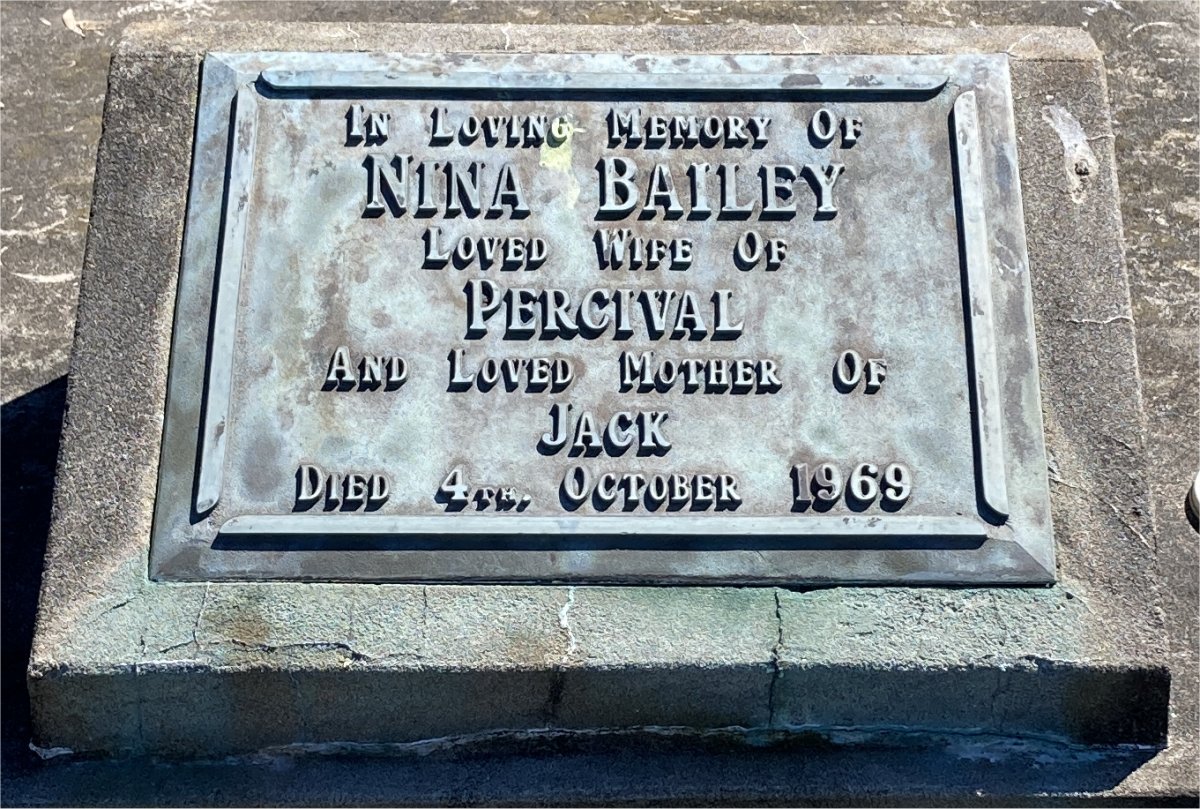 In Loving Memory Of
Nina Bailey
Loved Wife Of
Percival
And Loved Mother Of
Jack
Died 4th. October 1969